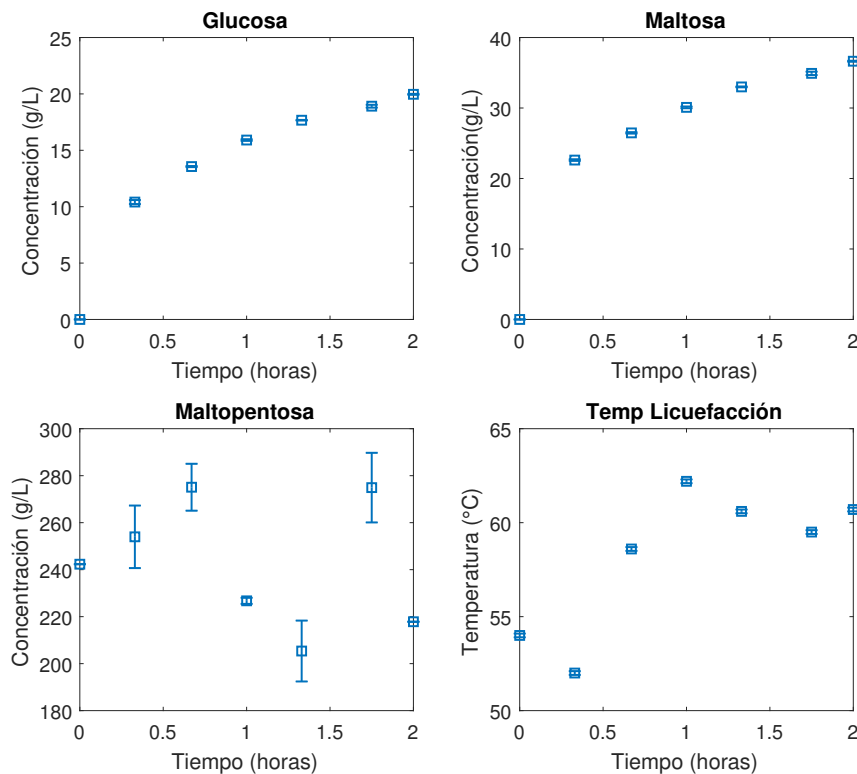 Glucosa
Concentración (g/L)
25
20
15
10
5
0
0 0.5 1 1.5 2
Tiempo (horas)
Maltosa
Concentración(g/L)
40
30
20
10
0
0 0.5 1 1.5 2
Tiempo (horas)
Maltopentosa
Concentración (g/L)
300
280
260
240
220
200
180
0 0.5 1 1.5 2
Tiempo (horas)
Temp Licuefacción
Temperatura (°C)
65
60
54
50
0 0.5 1 1.5 2
Tiempo (horas)